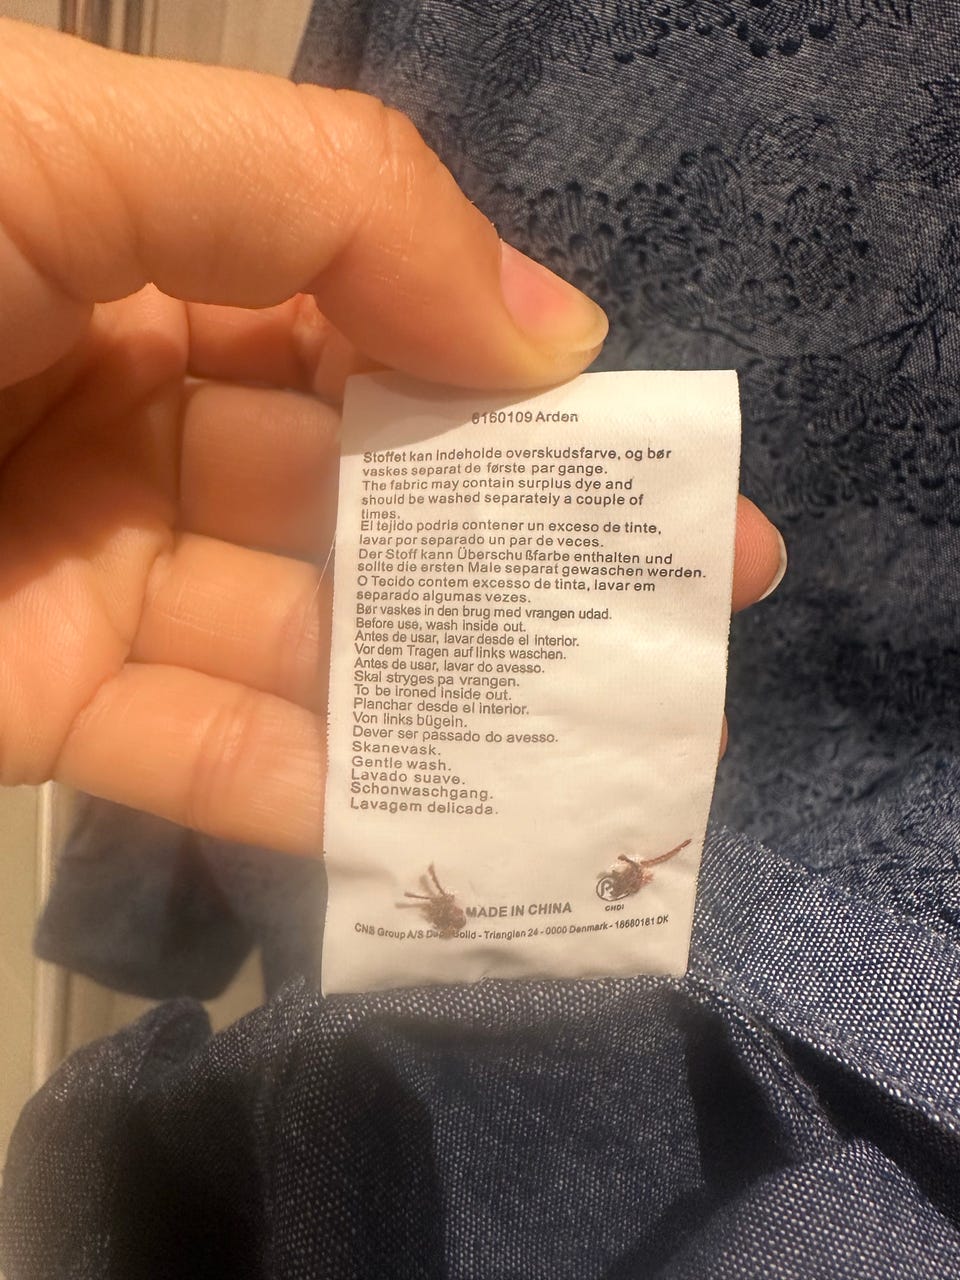 6160109 Arden
Stoffet kan indeholde overskudsfarve, og bør
vaskes separat de første par gange.
The fabric may contain surplus dye and
should be washed separately a couple of
times.
El tejido podria contener un exceso de tinte,
lavar por separado un par de veces.
Der Stoff kann Überschu ßfarbe enthalten und
sollte die ersten Male separat gewaschen werden.
O Tecido contem excesso de tinta, lavar em
separado algumas vezes.
Bør vaskes in den brug med vrangen udad.
Before use, wash inside out.
Antes de usar, lavar desde el interior.
Vor dem Tragen auf links waschen.
Antes de usar, lavar do avesso.
Skal stryges pa vrangen.
To be ironed inside out.
Planchar desde el interior.
Von links bügein.
Dever ser passado do avesso.
Skanevask.
Gentle wash.
Lavado suave.
Schonwaschgang.
Lavagem delicada.
MADE IN CHINA
CHDI
CNS Group A/S Solid - Trianglen 24 - 0000 Denmark - 18680181 DK